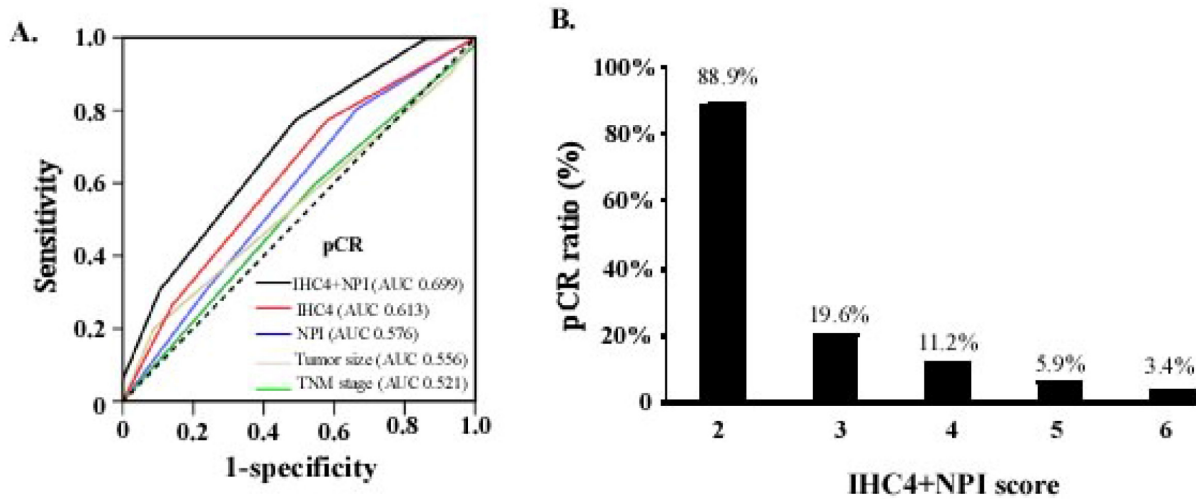 A.
1.0
0.8
0.6
0.4
0.2
0
Sensitivity
pCR
IHC4+NPI (AUC 0.699)
IHC4 (AUC 0.613)
NPI (AUC 0.576)
Tumor size (AUC 0.556)
TNM stage (AUC 0.521)
0 0.2 0.4 0.6 0.8 1.0
1-specificity
B.
100%
80%
60%
40%
20%
0
pCR ratio (%)
88.9%
19.6%
11.2%
5.9%
3.4%
2 3 4 5 6
IHC4+NPI score